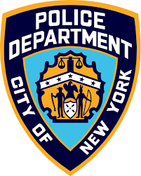 POLICE
DEPARTMENT
CITY OF
NEW YORK